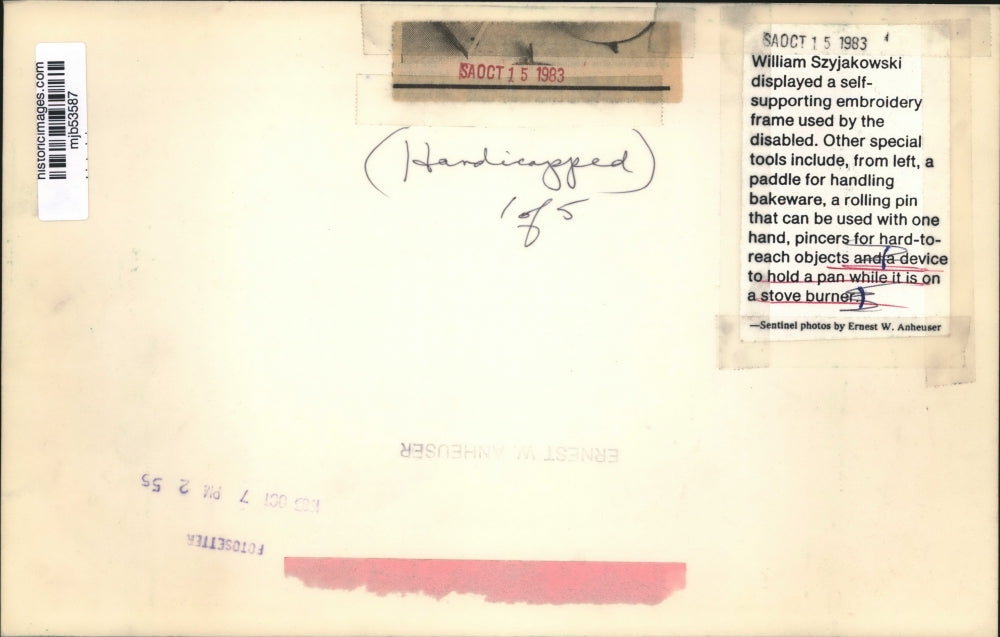 historicimages.com
mjb53587
SAOCT 15 1983
(Handicapped)
1 of 5
SAOCT 15 1983
William Szyjakowski
displayed a self-
supporting embroidery
frame used by the
disabled. Other special
tools include, from left, a
paddle for handling
bakeware, a rolling pin
that can be used with one
hand, pincers for hard-to-
reach objects and a device
to hold a pan while it is on
a stove burner.
—Sentinel photos by Ernest W. Anheuser
ERNEST W. ANHEUSER
1983 OCT 7 PM 2 55
FOTOSETTER